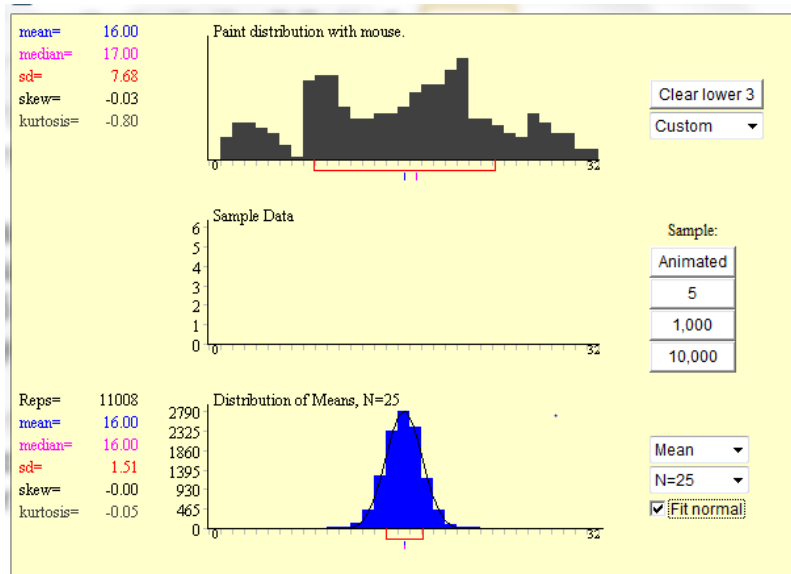 mean= 16.00
median= 17.00
sd= 7.68
skew= -0.03
kurtosis= -0.80
Paint distribution with mouse.
0 32
Clear lower 3
Custom
Sample Data
6
5
4
3
2
1
0
0 32
Sample:
Animated
5
1,000
10,000
Reps= 11008
mean= 16.00
median= 16.00
sd= 1.51
skew= -0.00
kurtosis= -0.05
Distribution of Means, N=25
2790
2325
1860
1395
930
465
0
0 32
Mean
N=25
Fit normal